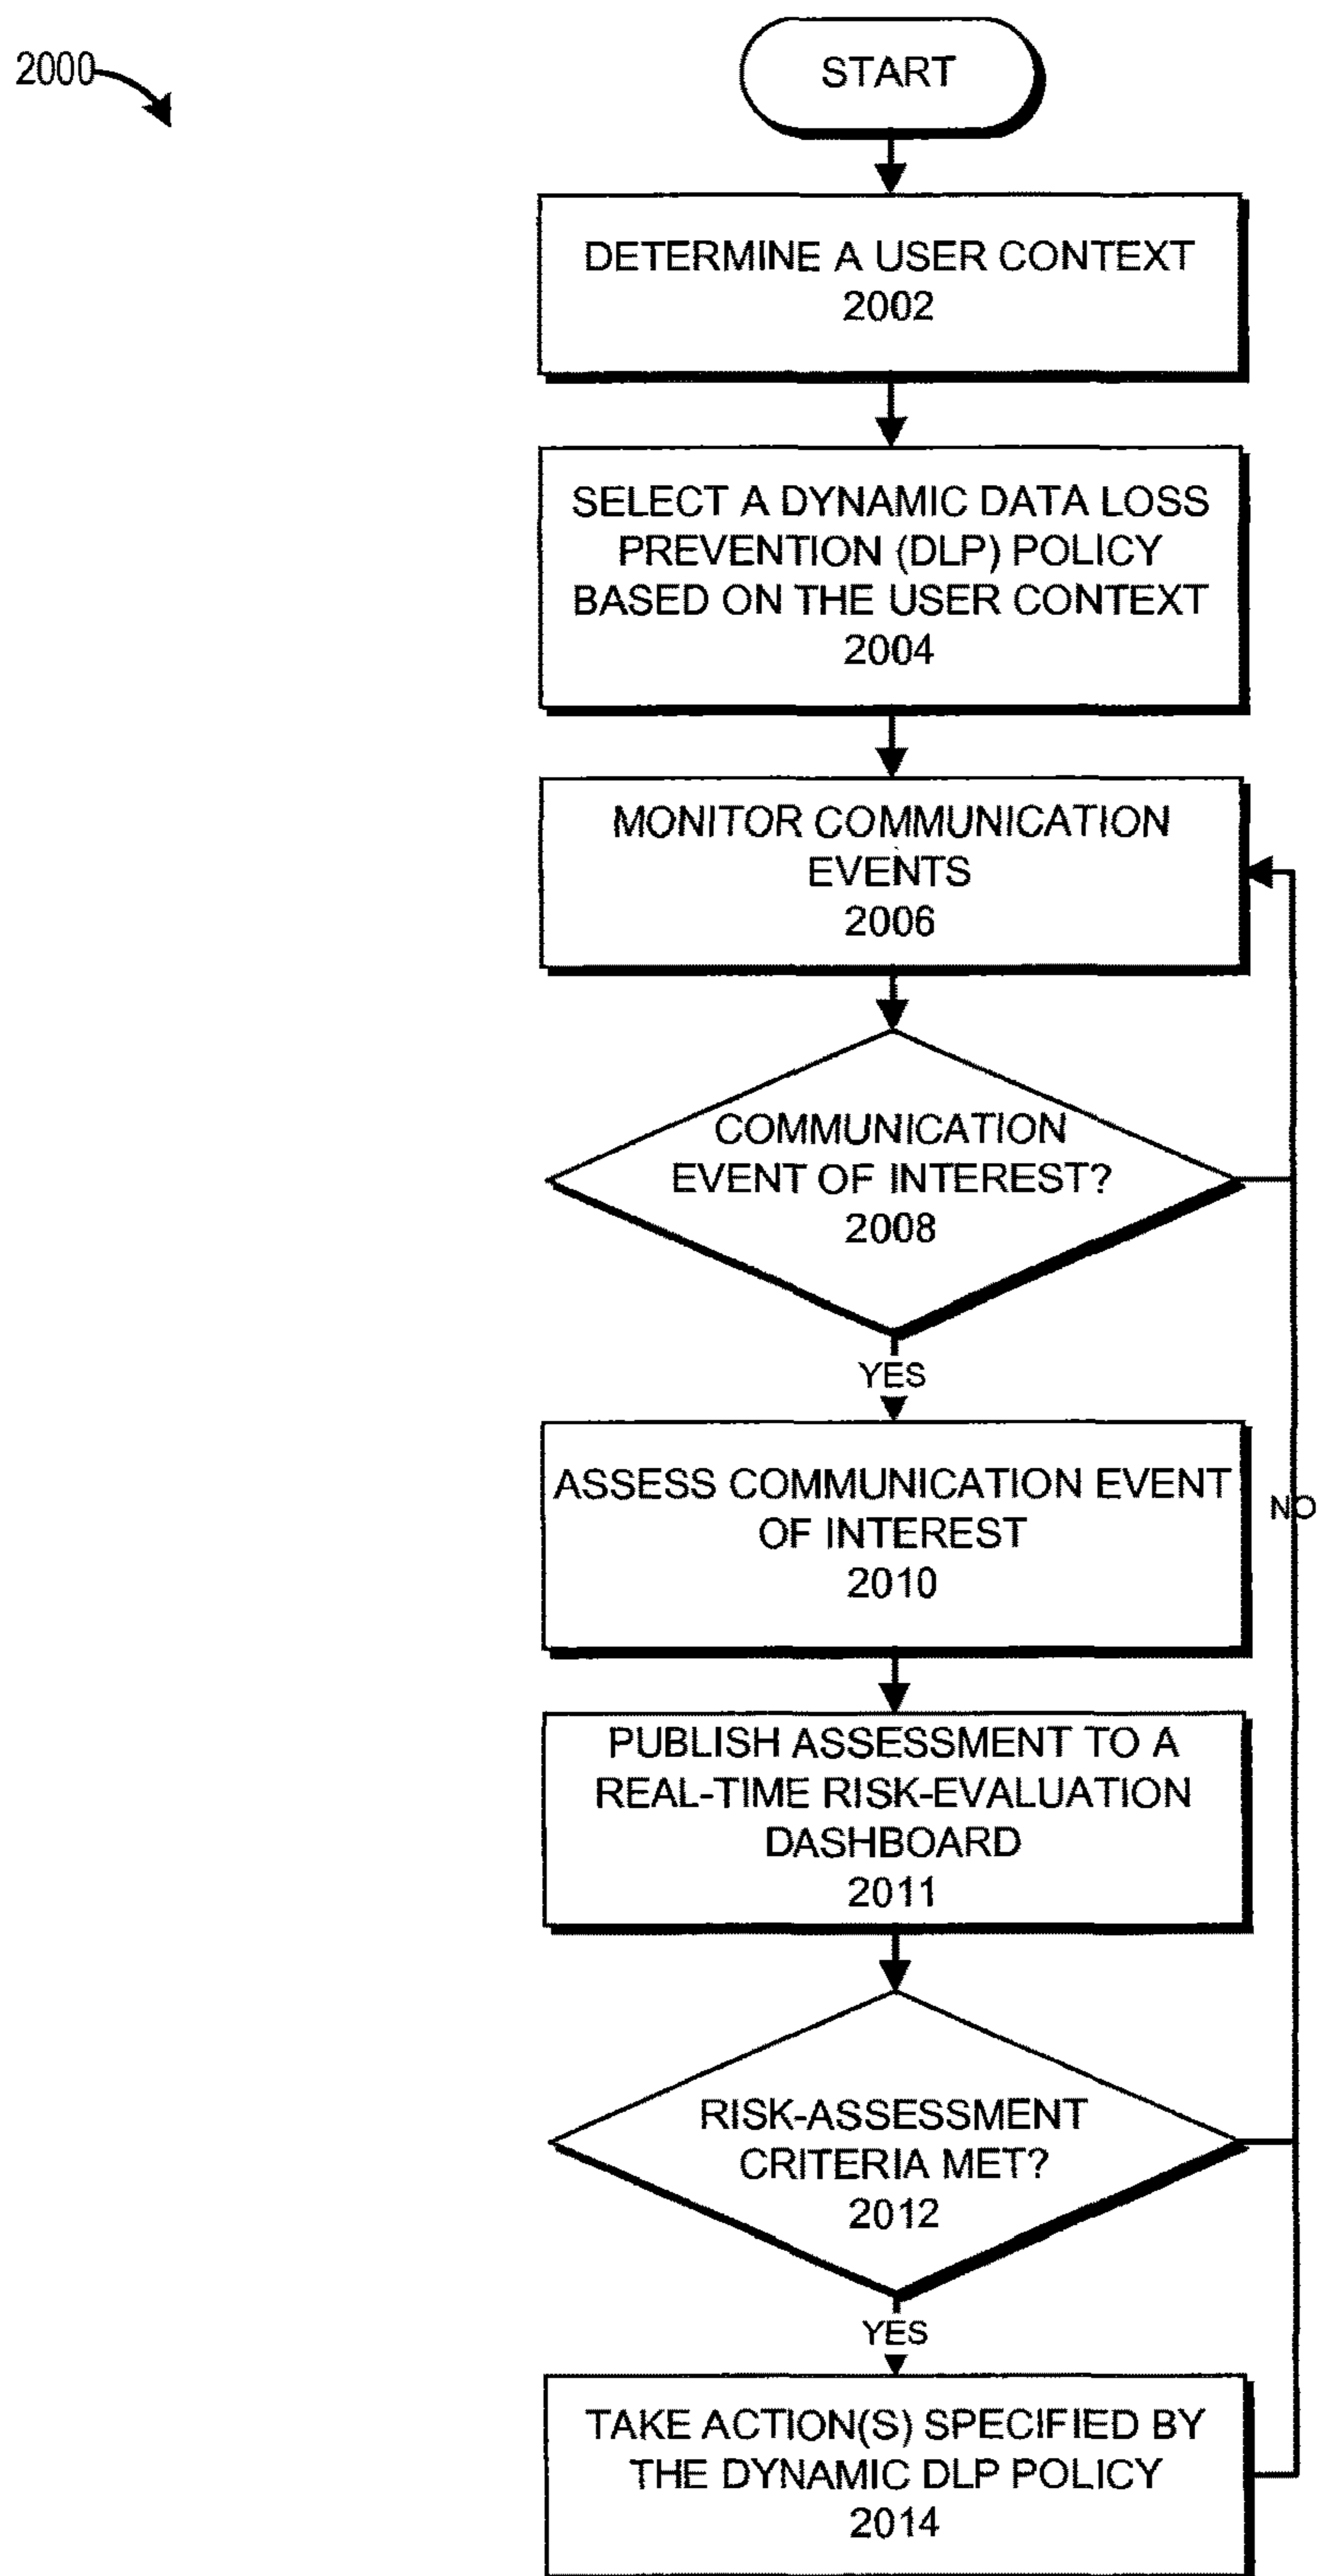 2000
START
DETERMINE A USER CONTEXT
2002
SELECT A DYNAMIC DATA LOSS
PREVENTION (DLP) POLICY
BASED ON THE USER CONTEXT
2004
MONITOR COMMUNICATION
EVENTS
2006
COMMUNICATION
EVENT OF INTEREST?
2008
YES
ASSESS COMMUNICATION EVENT
OF INTEREST
2010
NO
PUBLISH ASSESSMENT TO A
REAL-TIME RISK-EVALUATION
DASHBOARD
2011
RISK-ASSESSMENT
CRITERIA MET?
2012
YES
TAKE ACTION(S) SPECIFIED BY
THE DYNAMIC DLP POLICY
2014